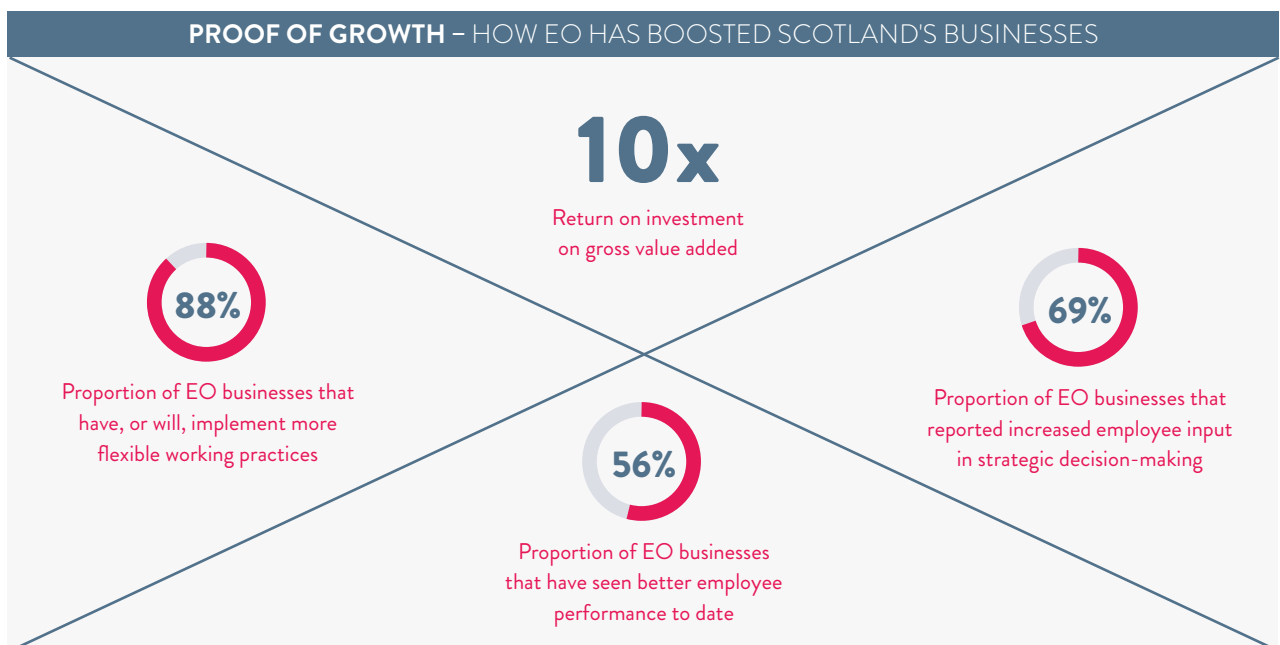 PROOF OF GROWTH – HOW EO HAS BOOSTED SCOTLAND'S BUSINESSES
10x
Return on investment
on gross value added
88%
Proportion of EO businesses that
have, or will, implement more
flexible working practices
69%
Proportion of EO businesses that
reported increased employee input
in strategic decision-making
56%
Proportion of EO businesses
that have seen better employee
performance to date